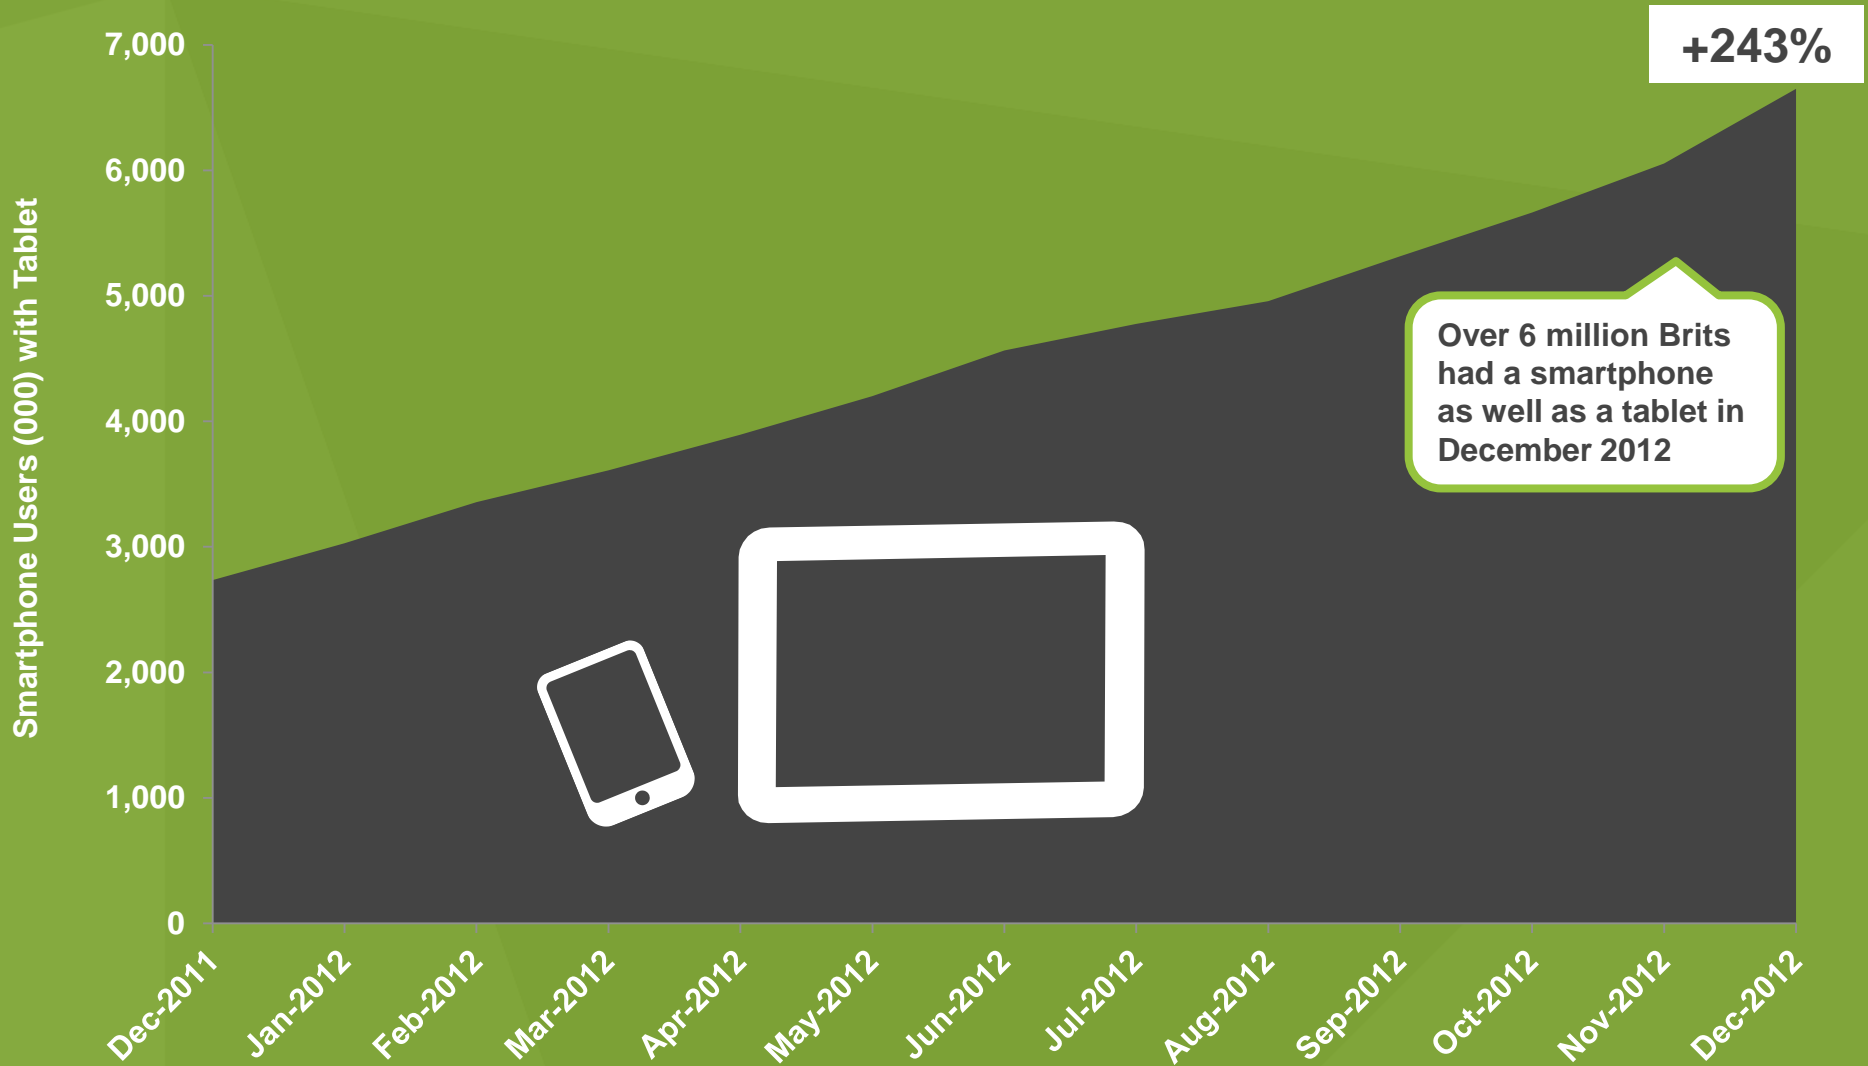 +243%
7,000
6,000
5,000
4,000
3,000
2,000
1,000
0
Smartphone Users (000) with Tablet
Over 6 million Brits
had a smartphone
as well as a tablet in
December 2012
Dec-2011
Jan-2012
Feb-2012
Mar-2012
Apr-2012
May-2012
Jun-2012
Jul-2012
Aug-2012
Sep-2012
Oct-2012
Nov-2012
Dec-2012